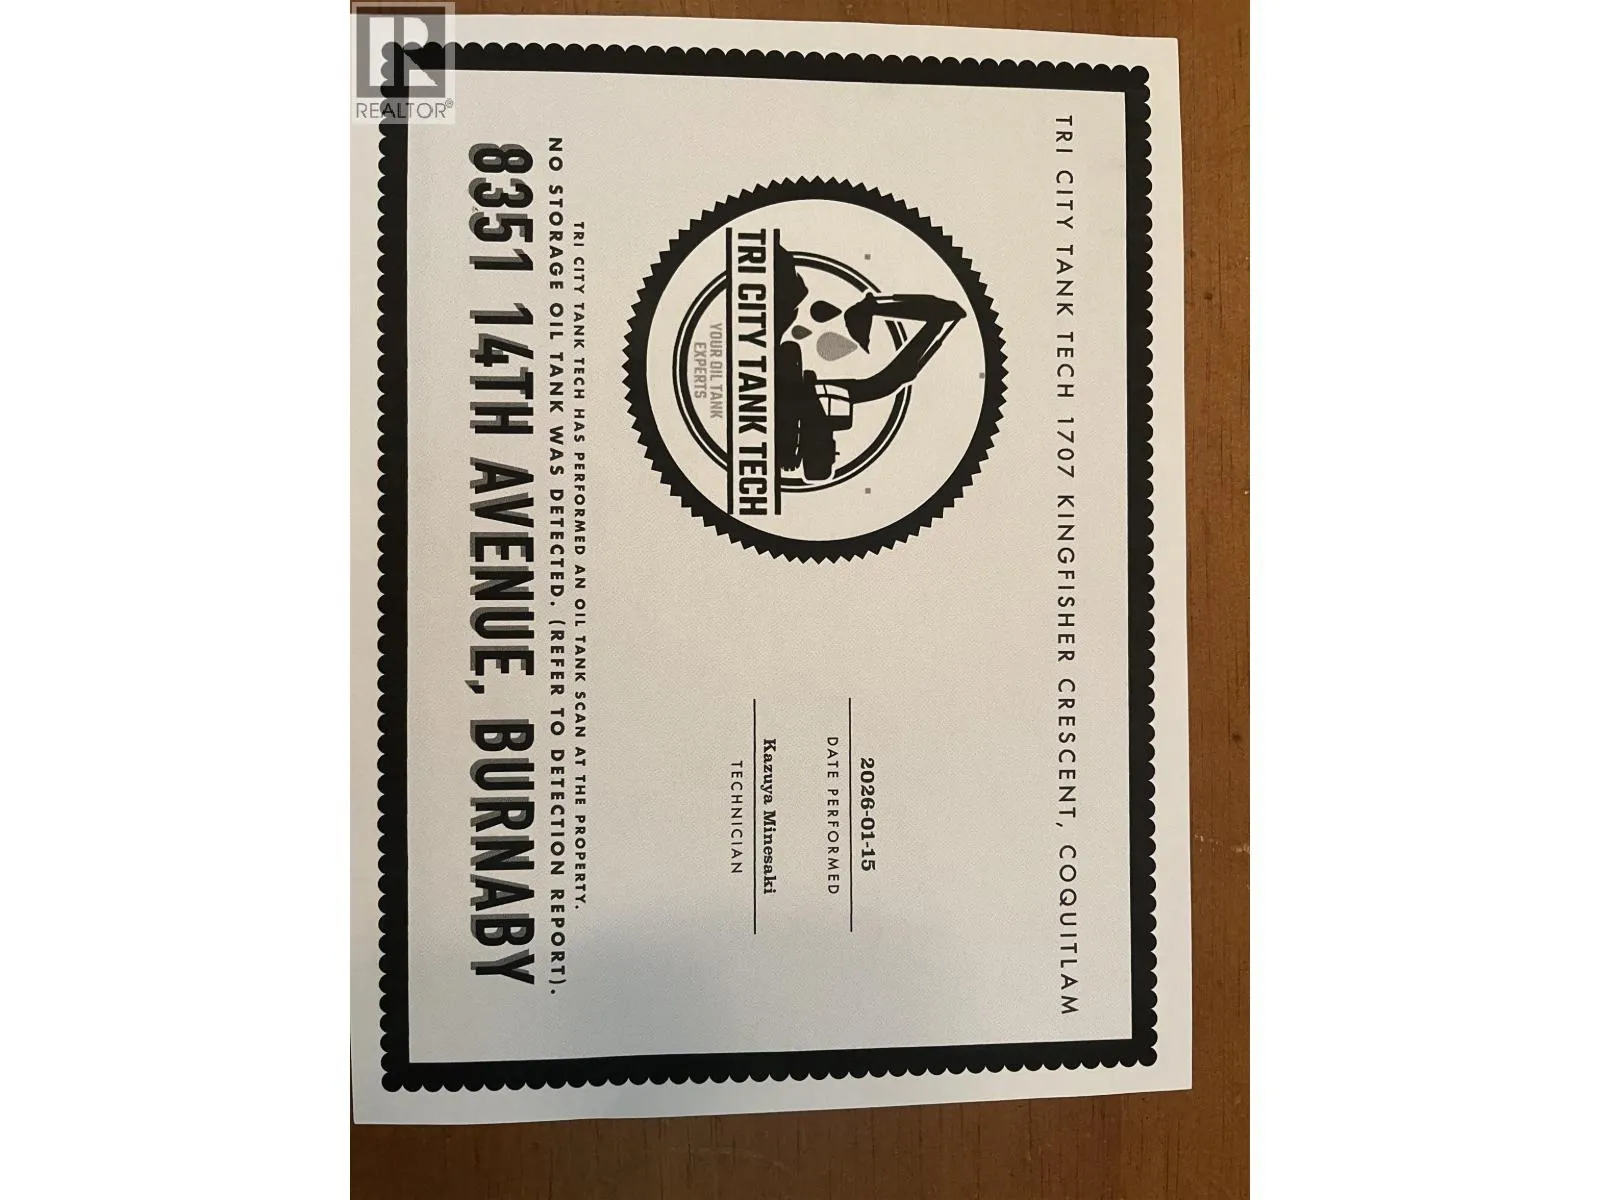 REALTOR®
TRI CITY TANK TECH 1707 KINGFISHER CRESCENT, COQUITLAM
TRI CITY TANK TECH
YOUR OIL TANK
EXPERTS
2026-01-15
DATE PERFORMED
Kazuya Minesaki
TECHNICIAN
TRI CITY TANK TECH HAS PERFORMED AN OIL TANK SCAN AT THE PROPERTY.
NO STORAGE OIL TANK WAS DETECTED. (REFER TO DETECTION REPORT).
8351 14TH AVENUE, BURNABY